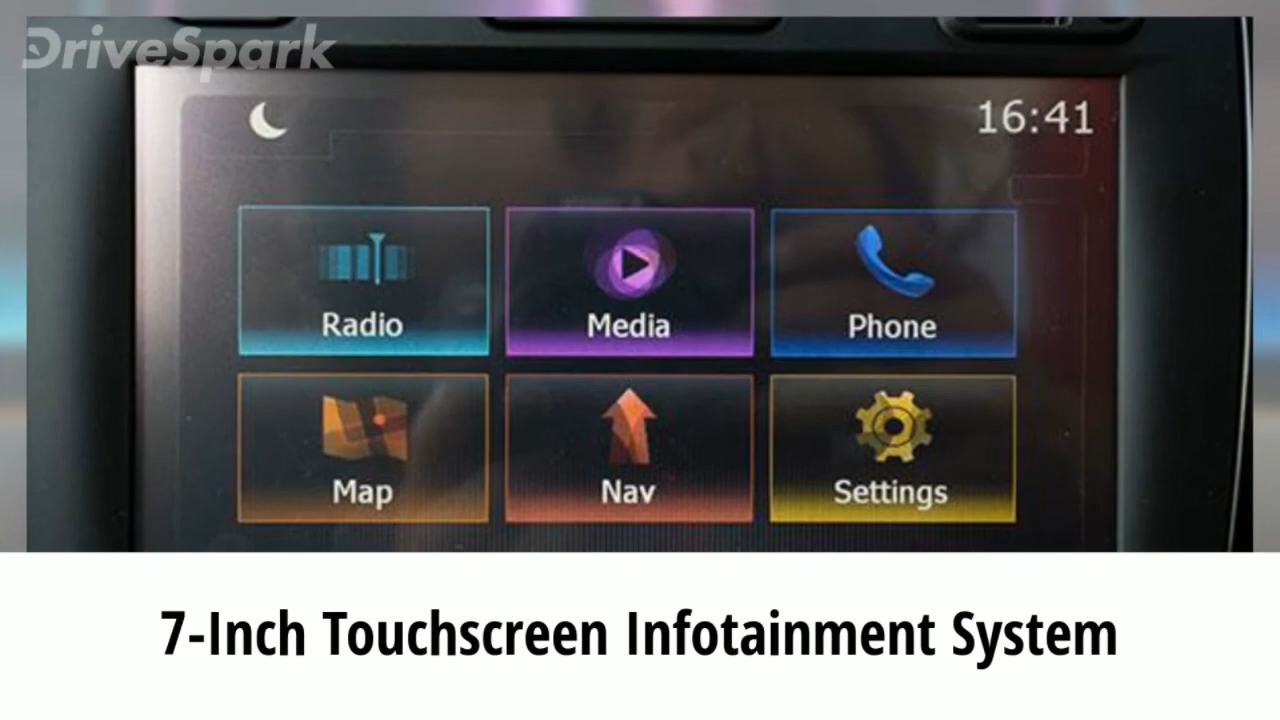 DriveSpark
16:41
Radio
Media
Phone
Map
Nav
Settings
7-Inch Touchscreen Infotainment System